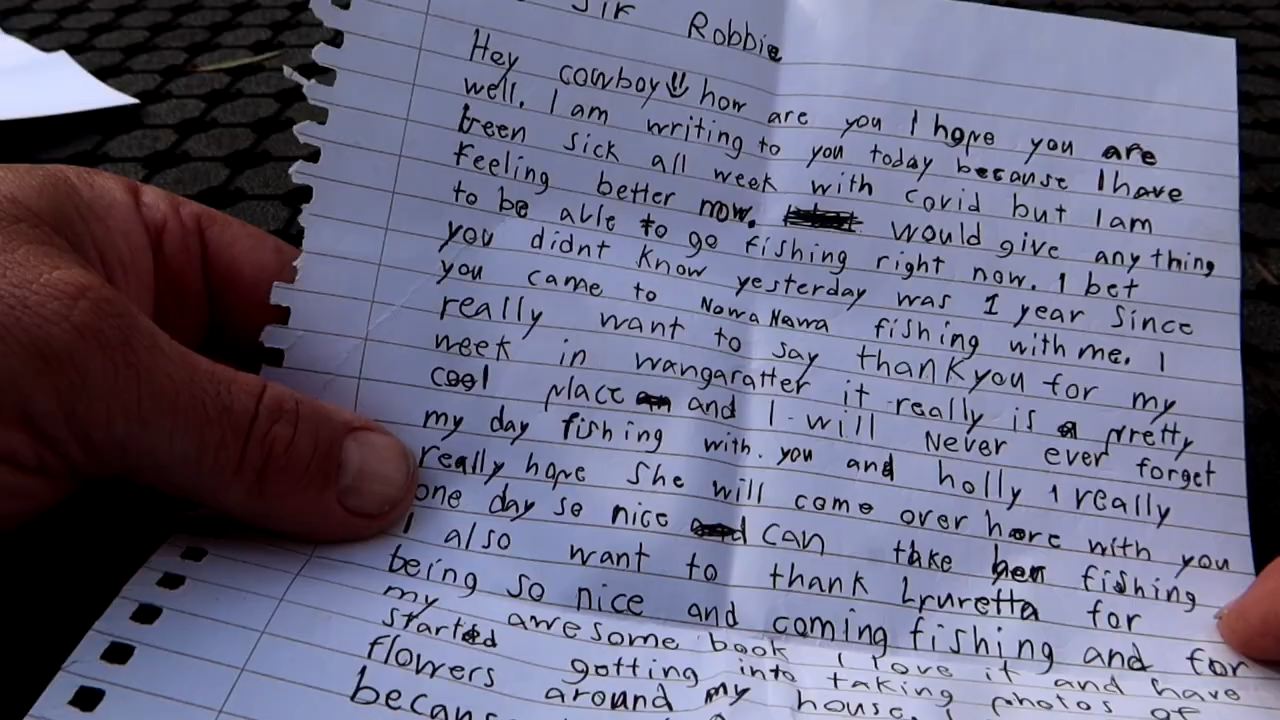 Sir Robbie
Hey cowboy how are you I hope you are
well. I am writing to you today because I have
been sick all week with covid but I am
feeling better now. would give anything
to be able to go fishing right now. I bet
you didnt know yesterday was 1 year since
you came to Nowa Nowa fishing with me. I
really want to say thankyou for my
week in wangaratter it really is a pretty
cool place and I will Never ever forget
my day fishing with you and holly I really
really hope she will come over here with you
one day so nice can take her fishing
I also want to thank Lruretta for
being so nice and coming fishing and for
my awesome book I love it and have
started gotting into taking photos of
flowers around my house. I